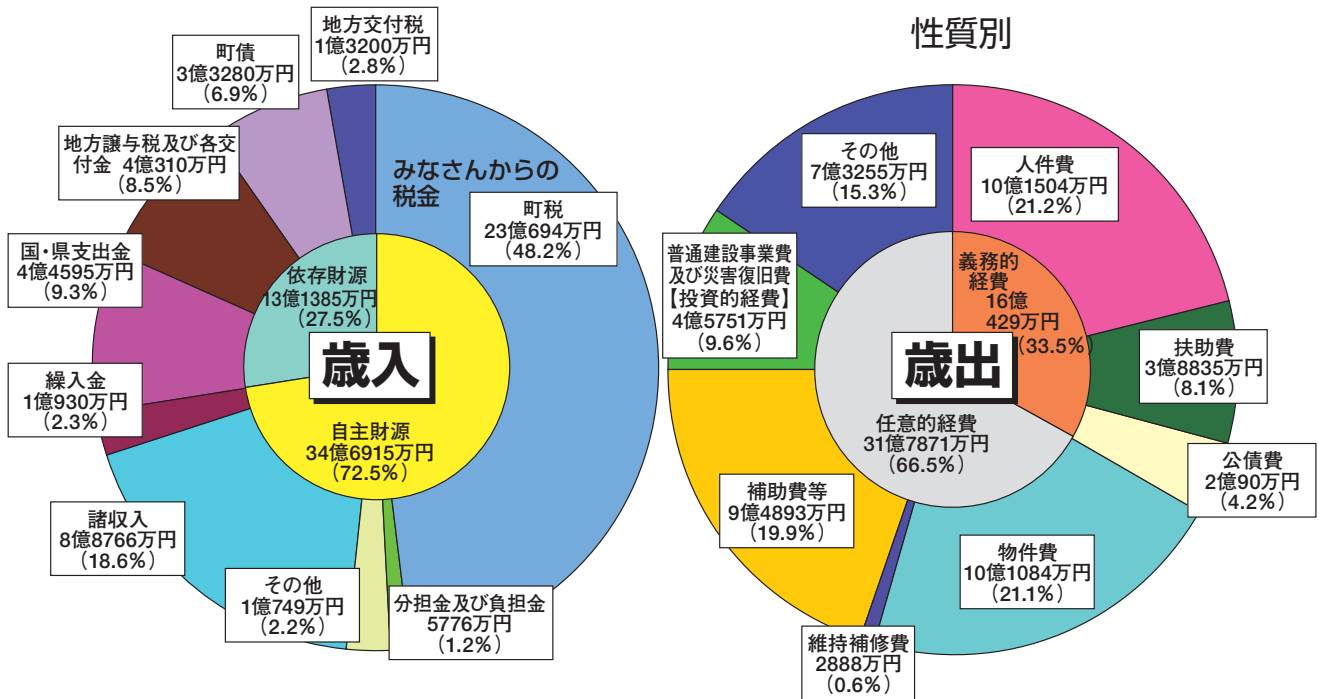 性質別
地方交付税
1億3200万円
（2.8%）
町債
3億3280万円
（6.9%）
地方譲与税及び各交
付金 4億310万円
（8.5%）
国・県支出金
4億4595万円
（9.3%）
繰入金
1億930万円
（2.3%）
諸収入
8億8766万円
（18.6%）
その他
1億749万円
（2.2%）
分担金及び負担金
5776万円
（1.2%）
みなさんからの
税金
町税
23億694万円
（48.2%）
依存財源
13億1385万円
（27.5%）
歳入
自主財源
34億6915万円
（72.5%）
その他
7億3255万円
（15.3%）
人件費
10億1504万円
（21.2%）
普通建設事業費
及び災害復旧費
【投資的経費】
4億5751万円
（9.6%）
義務的
経費
16億
429万円
（33.5%）
扶助費
3億8835万円
（8.1%）
歳出
任意的経費
31億7871万円
（66.5%）
公債費
2億90万円
（4.2%）
補助費等
9億4893万円
（19.9%）
物件費
10億1084万円
（21.1%）
維持補修費
2888万円
（0.6%）